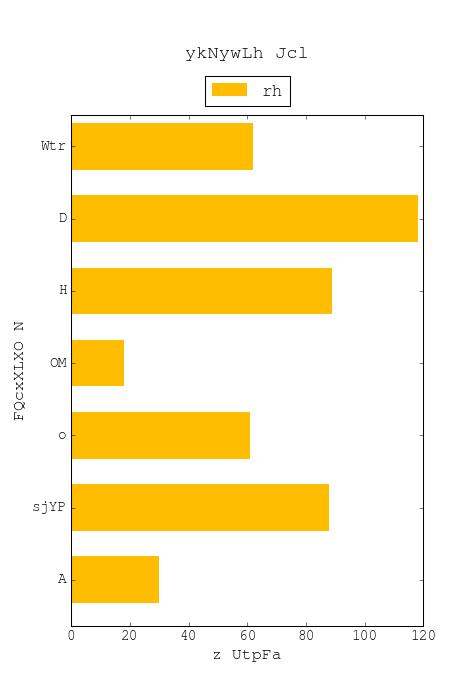 ykNywLh Jcl
rh
Wtr
D
H
OM
o
sjYP
A
FQcxXLXO N
0 20 40 60 80 100 120
z UtpFa